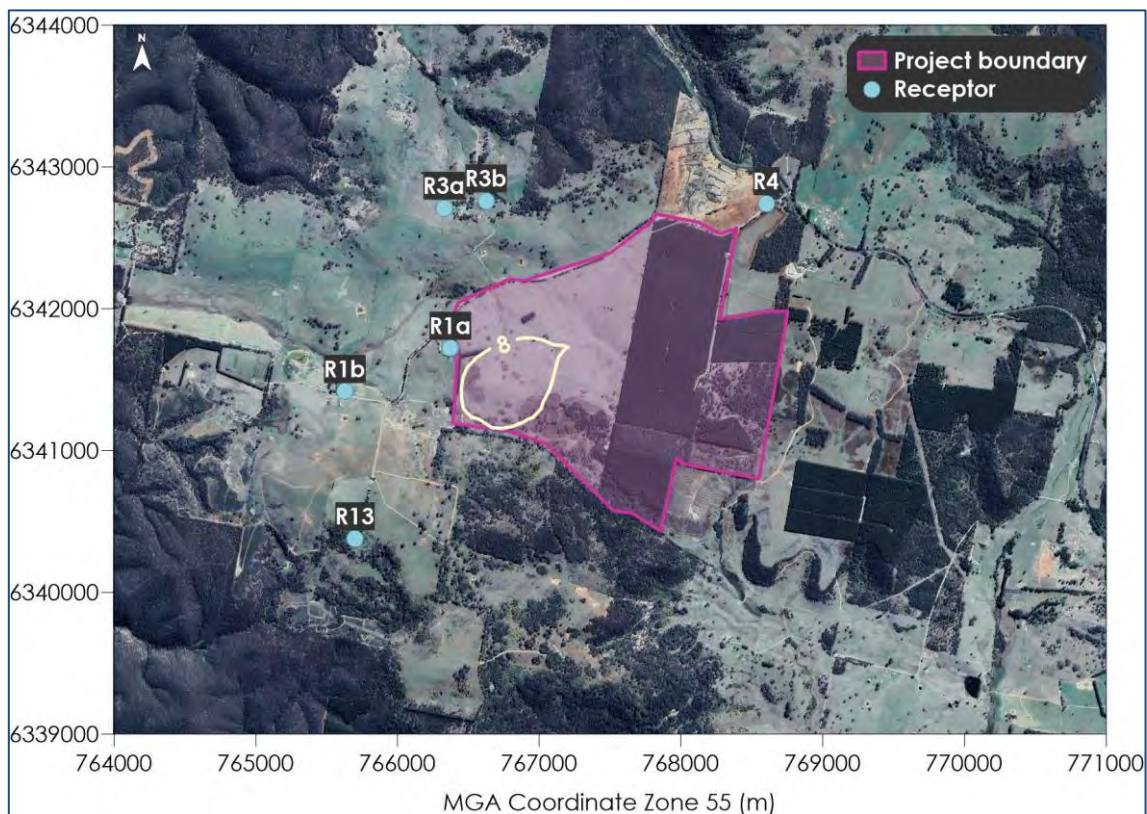 6344000
6343000
6342000
6341000
6340000
6339000
N
Project boundary
Receptor
R3a
R3b
R4
R1a
8
R1b
R13
764000 765000 766000 767000 768000 769000 770000 771000
MGA Coordinate Zone 55 (m)